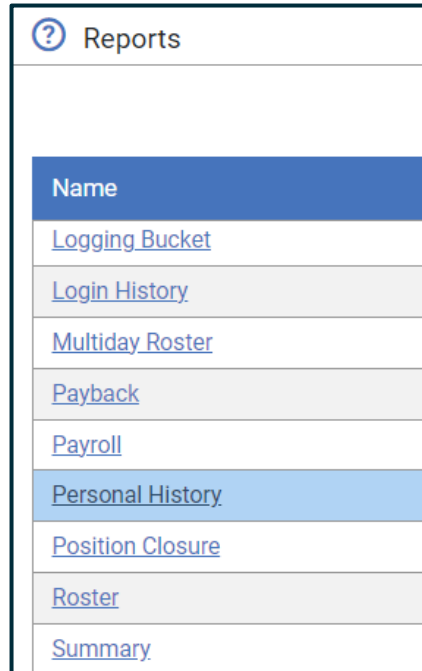 ? Reports
Name
Logging Bucket
Login History
Multiday Roster
Payback
Payroll
Personal History
Position Closure
Roster
Summary